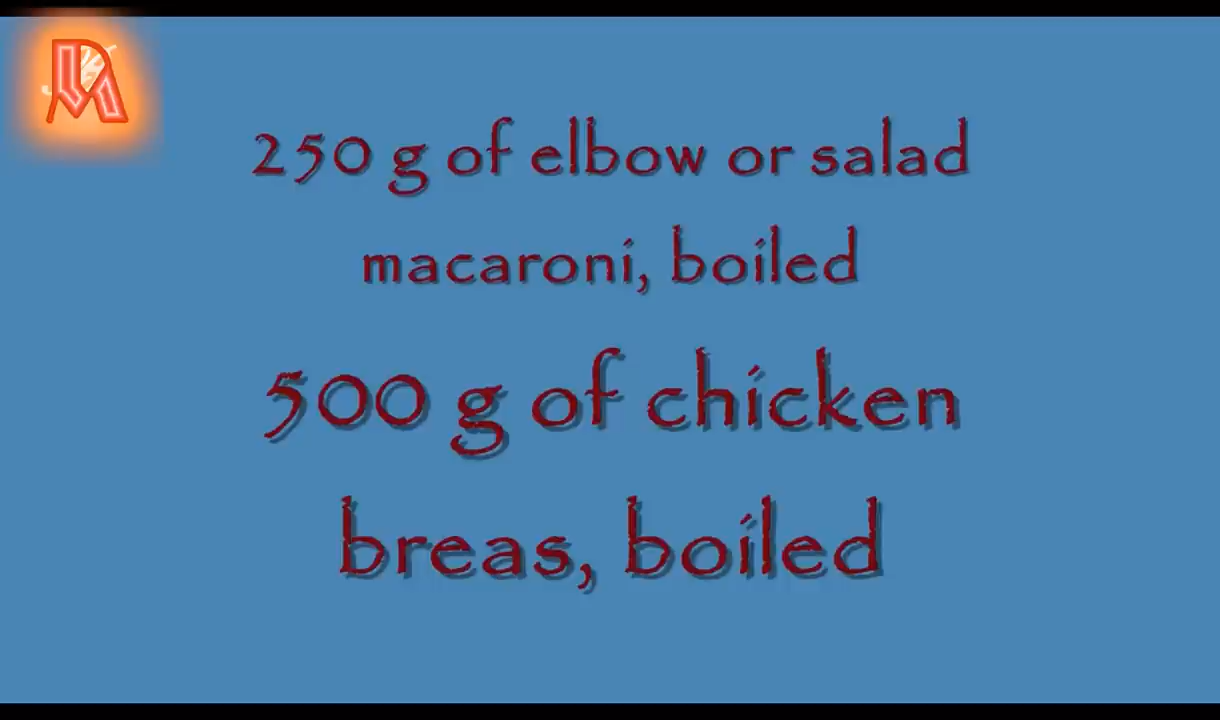 250 g of elbow or salad
macaroni, boiled
500 g of chicken
breas, boiled